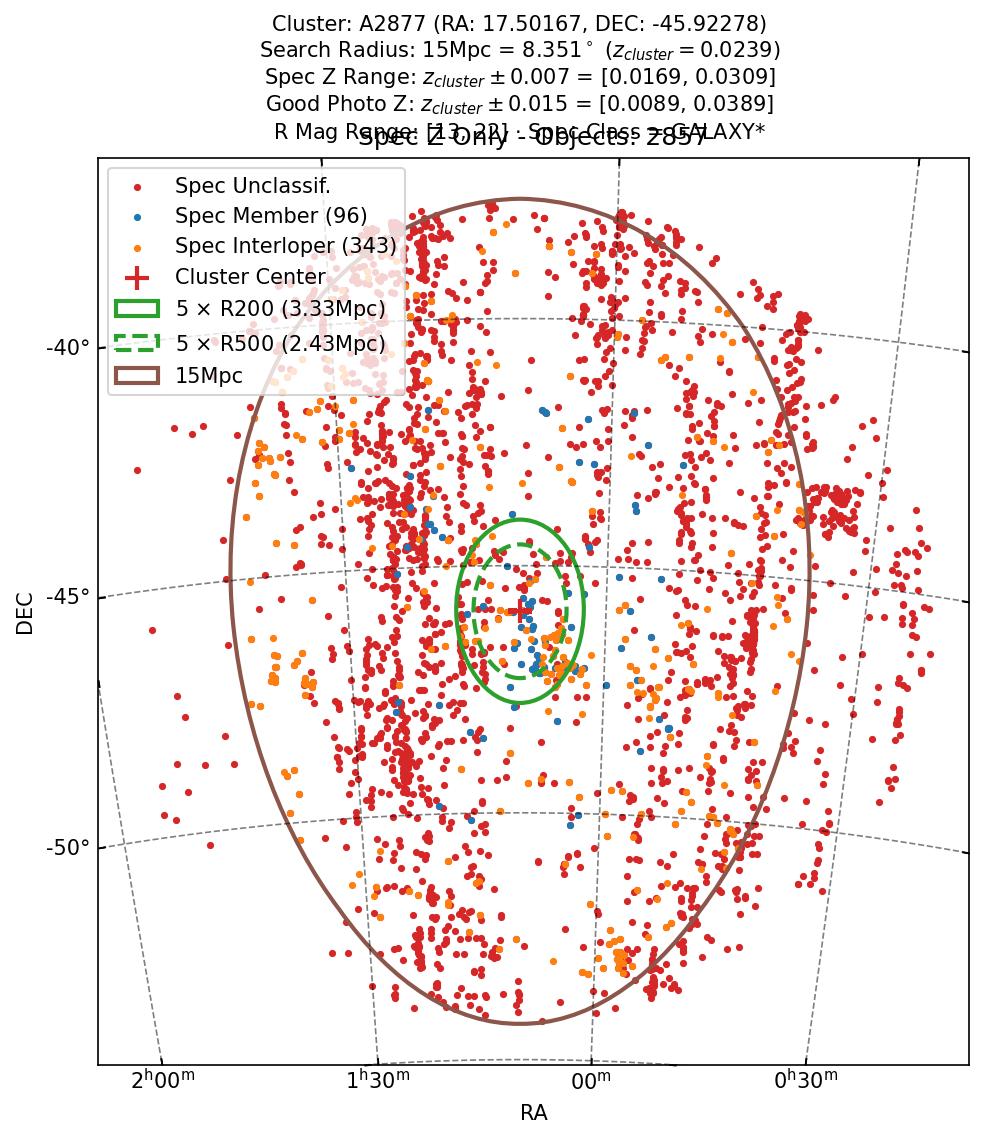 Cluster: A2877 (RA: 17.50167, DEC: -45.92278)
Search Radius: 15Mpc = 8.351° (z_cluster = 0.0239)
Spec Z Range: z_cluster ± 0.007 = [0.0169, 0.0309]
Good Photo Z: z_cluster ± 0.015 = [0.0089, 0.0389]
R Mag Range: [13, 22] · Spec Class = GALAXY*
Spec Z Only - Objects: 2857
Spec Unclassif.
Spec Member (96)
Spec Interloper (343)
Cluster Center
5 × R200 (3.33Mpc)
5 × R500 (2.43Mpc)
15Mpc
-40°
-45°
-50°
DEC
2ʰ00ᵐ 1ʰ30ᵐ 00ᵐ 0ʰ30ᵐ
RA